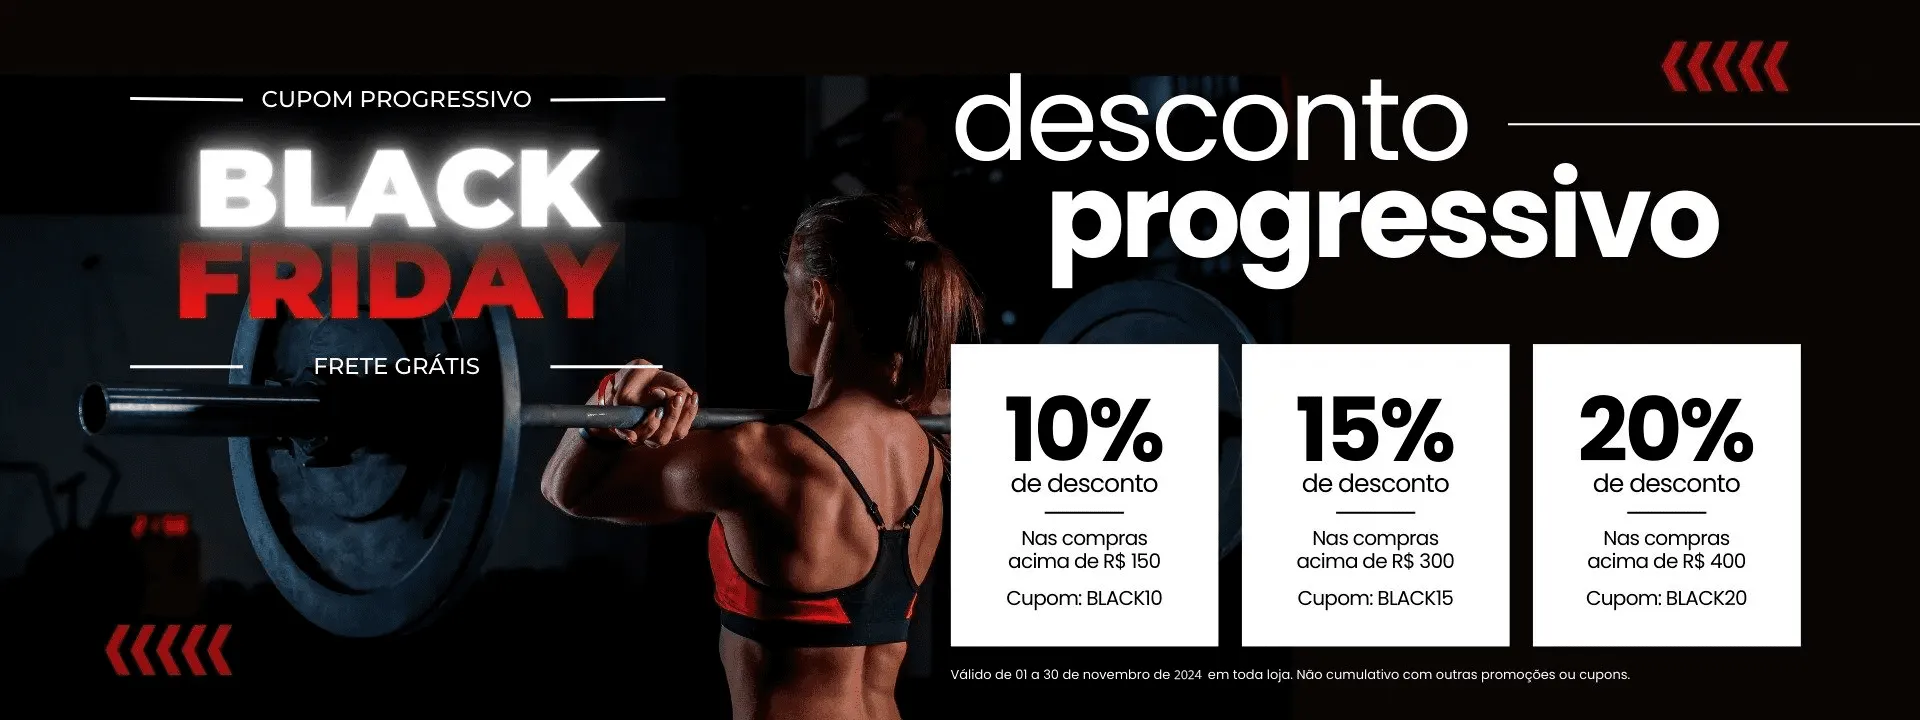 CUPOM PROGRESSIVO
BLACK
FRIDAY
FRETE GRÁTIS
desconto
progressivo
10%
de desconto
Nas compras
acima de R$ 150
Cupom: BLACK10
15%
de desconto
Nas compras
acima de R$ 300
Cupom: BLACK15
20%
de desconto
Nas compras
acima de R$ 400
Cupom: BLACK20
Válido de 01 a 30 de novembro de 2024 em toda loja. Não cumulativo com outras promoções ou cupons.